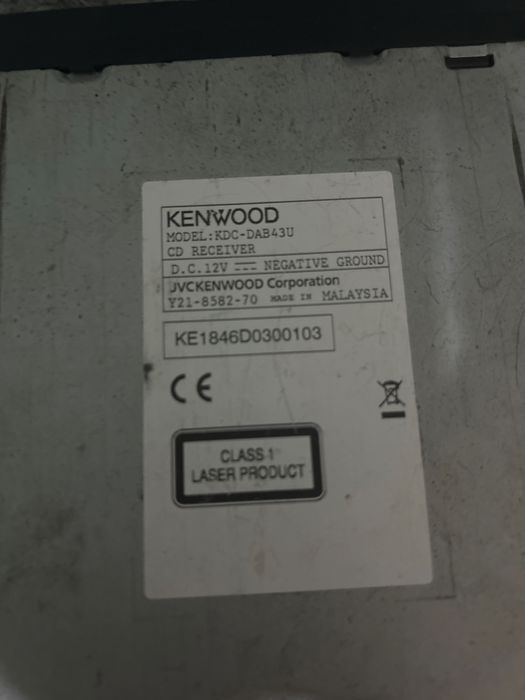 KENWOOD
MODEL:KDC-DAB43U
CD RECEIVER
D.C.12V NEGATIVE GROUND
JVCKENWOOD Corporation
Y21-8582-70 MADE IN MALAYSIA
KE1846D0300103
CE
CLASS 1
LASER PRODUCT